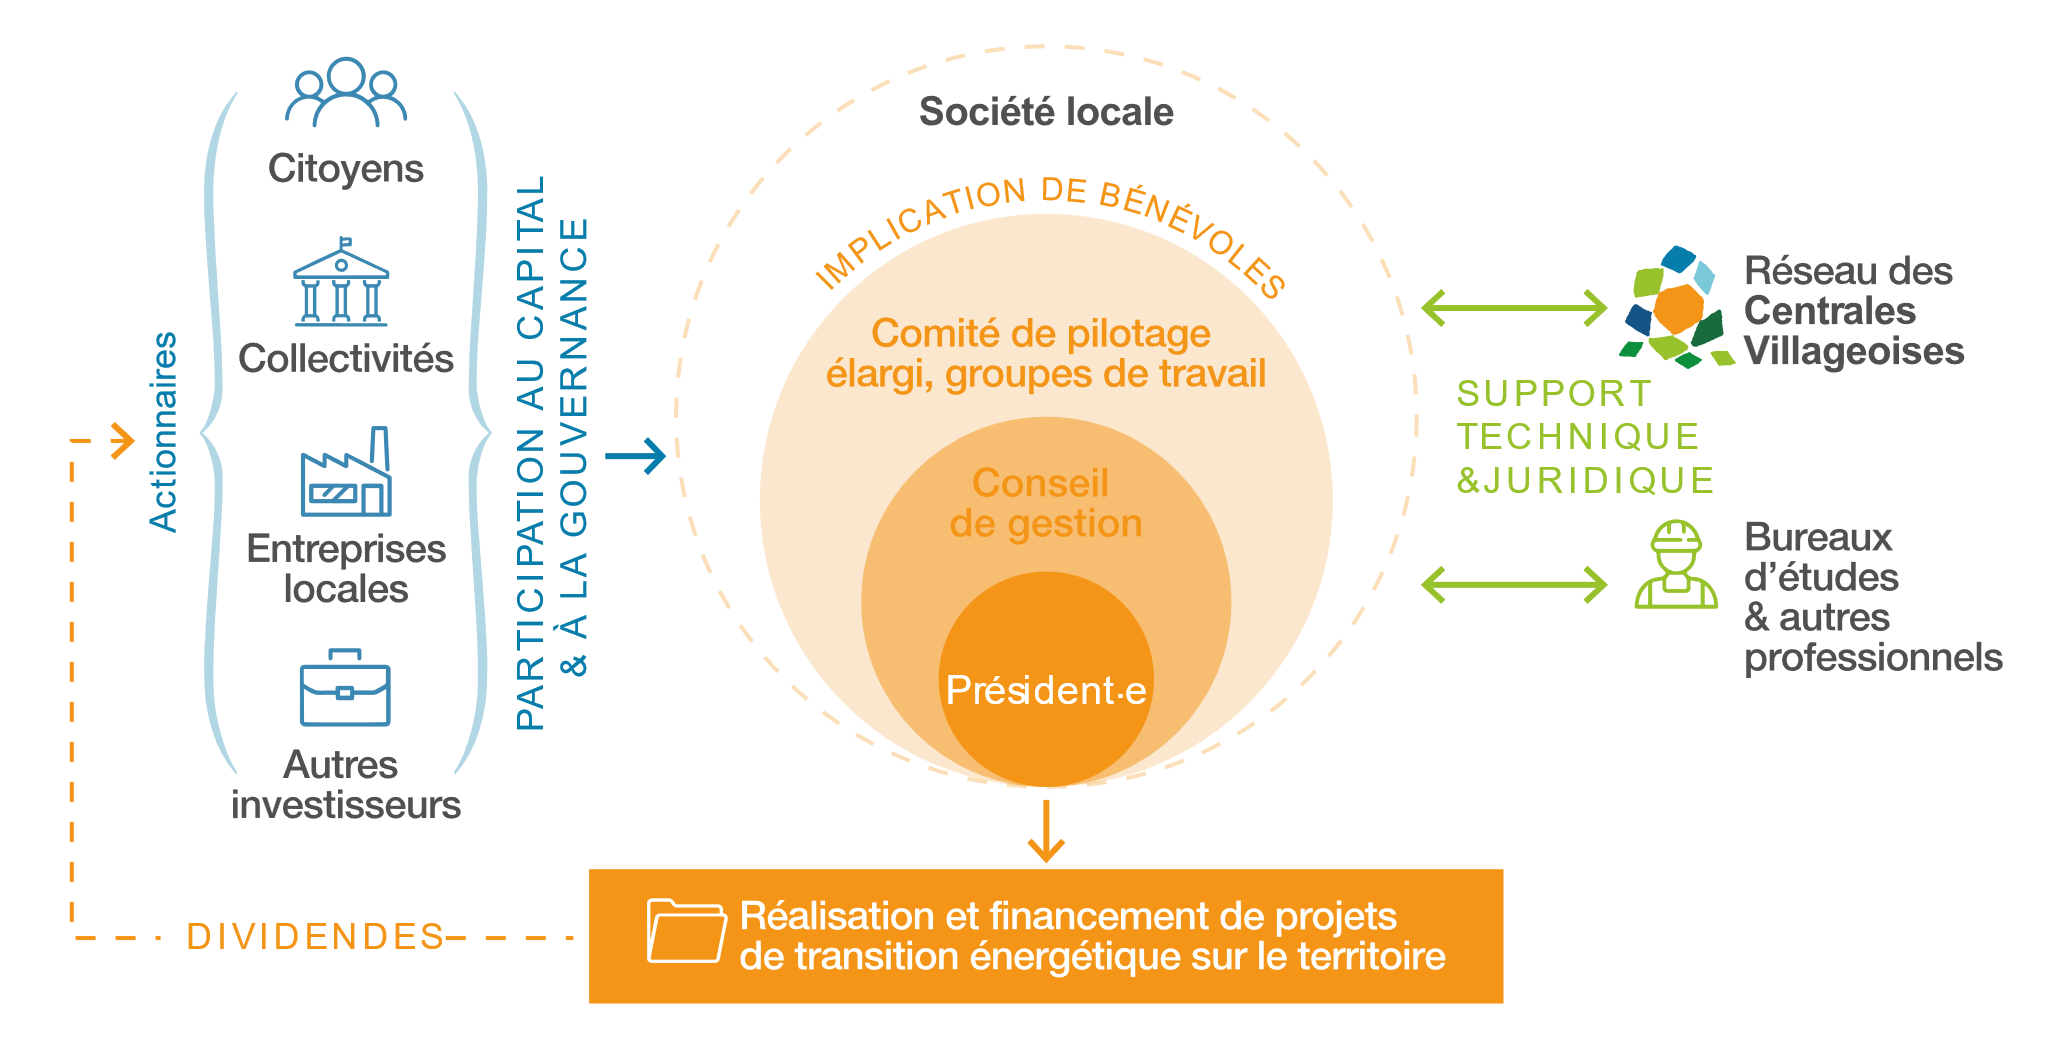 Actionnaires
Citoyens
Collectivités
Entreprises
locales
Autres
investisseurs
PARTICIPATION AU CAPITAL
& À LA GOUVERNANCE
Société locale
IMPLICATION DE BÉNÉVOLES
Comité de pilotage
élargi, groupes de travail
Conseil
de gestion
Président·e
Réseau des
Centrales
Villageoises
SUPPORT
TECHNIQUE
&JURIDIQUE
Bureaux
d’études
& autres
professionnels
DIVIDENDES
Réalisation et financement de projets
de transition énergétique sur le territoire